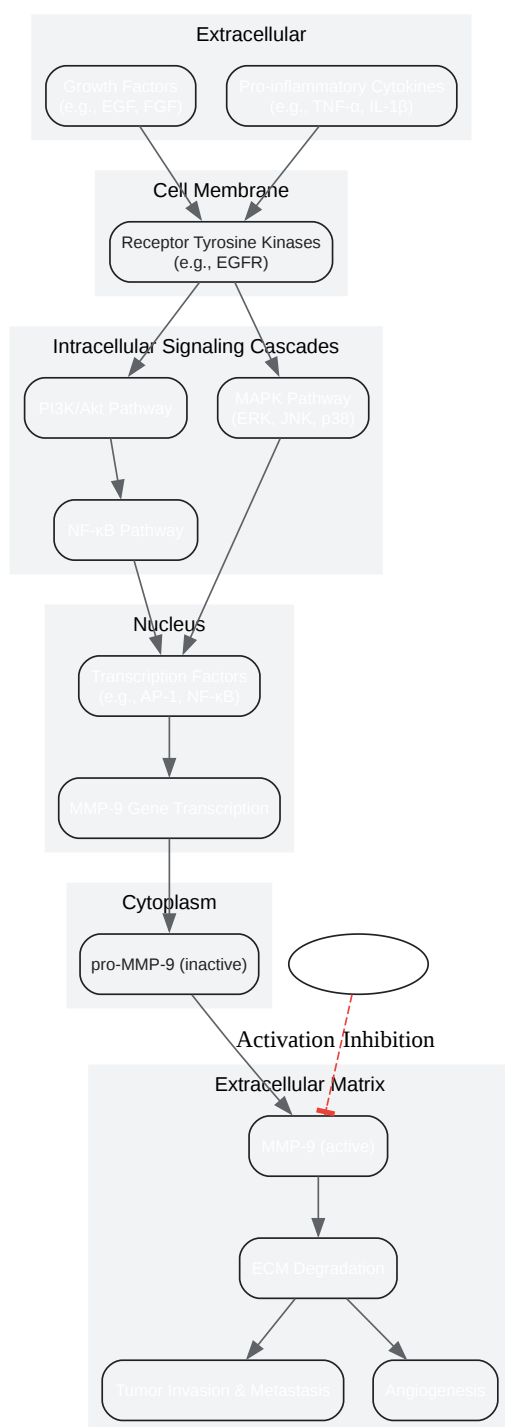 Extracellular
Growth Factors
(e.g., EGF, FGF)
Pro-inflammatory Cytokines
(e.g., TNF-α, IL-1β)
Cell Membrane
Receptor Tyrosine Kinases
(e.g., EGFR)
Intracellular Signaling Cascades
PI3K/Akt Pathway
MAPK Pathway
(ERK, JNK, p38)
NF-κB Pathway
Nucleus
Transcription Factors
(e.g., AP-1, NF-κB)
MMP-9 Gene Transcription
Cytoplasm
pro-MMP-9 (inactive)
Activation
Inhibition
Extracellular Matrix
MMP-9 (active)
ECM Degradation
Tumor Invasion & Metastasis
Angiogenesis